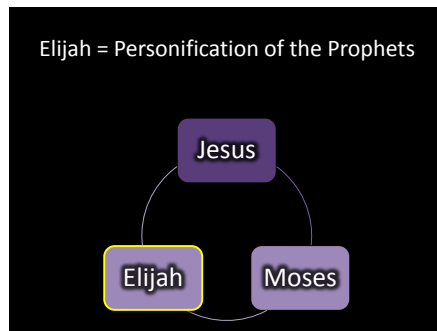 Elijah = Personification of the Prophets
Jesus
Elijah
Moses